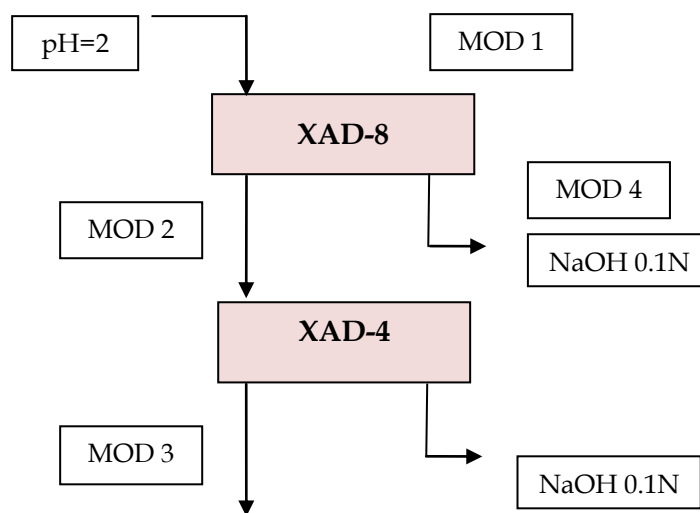 pH=2
MOD 1
XAD-8
MOD 4
MOD 2
NaOH 0.1N
XAD-4
MOD 3
NaOH 0.1N